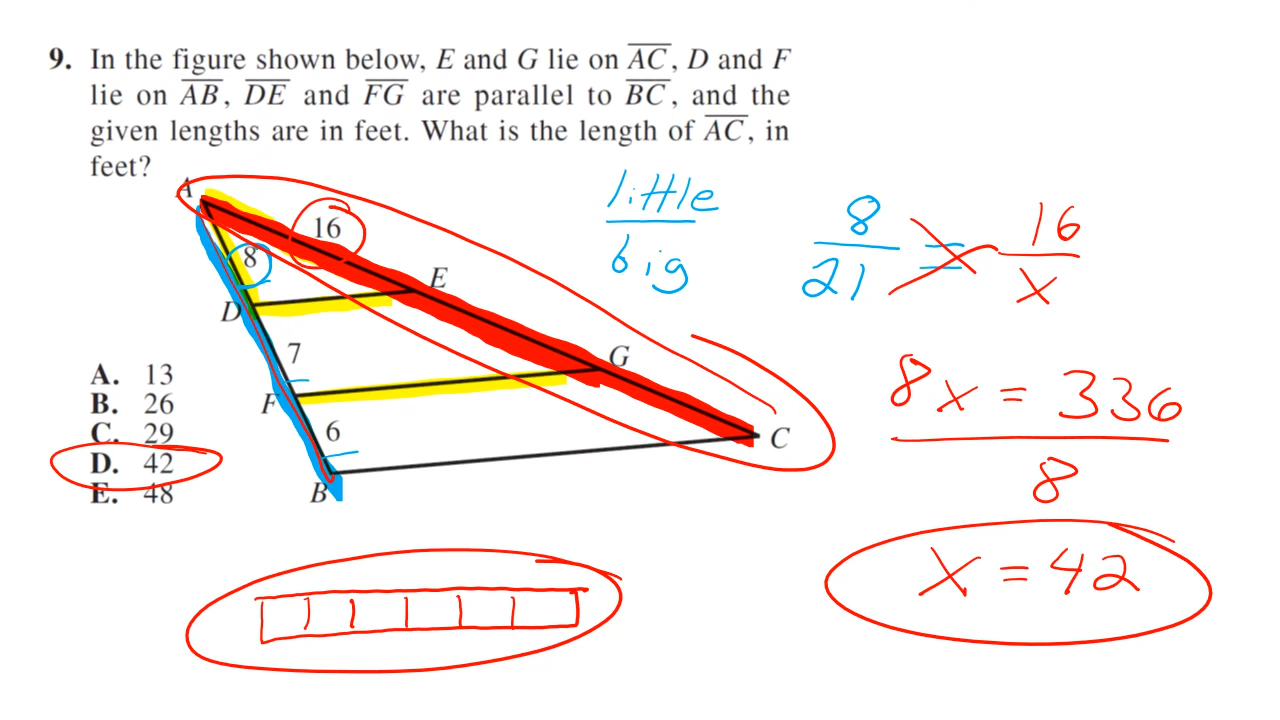 9. In the figure shown below, E and G lie on AC, D and F
lie on AB, DE and FG are parallel to BC, and the
given lengths are in feet. What is the length of AC, in
feet?
A
16
8
E
D
7
G
F
6
C
B
A. 13
B. 26
C. 29
D. 42
E. 48
little
big
8
21
=
16
x
8x = 336
8
x = 42